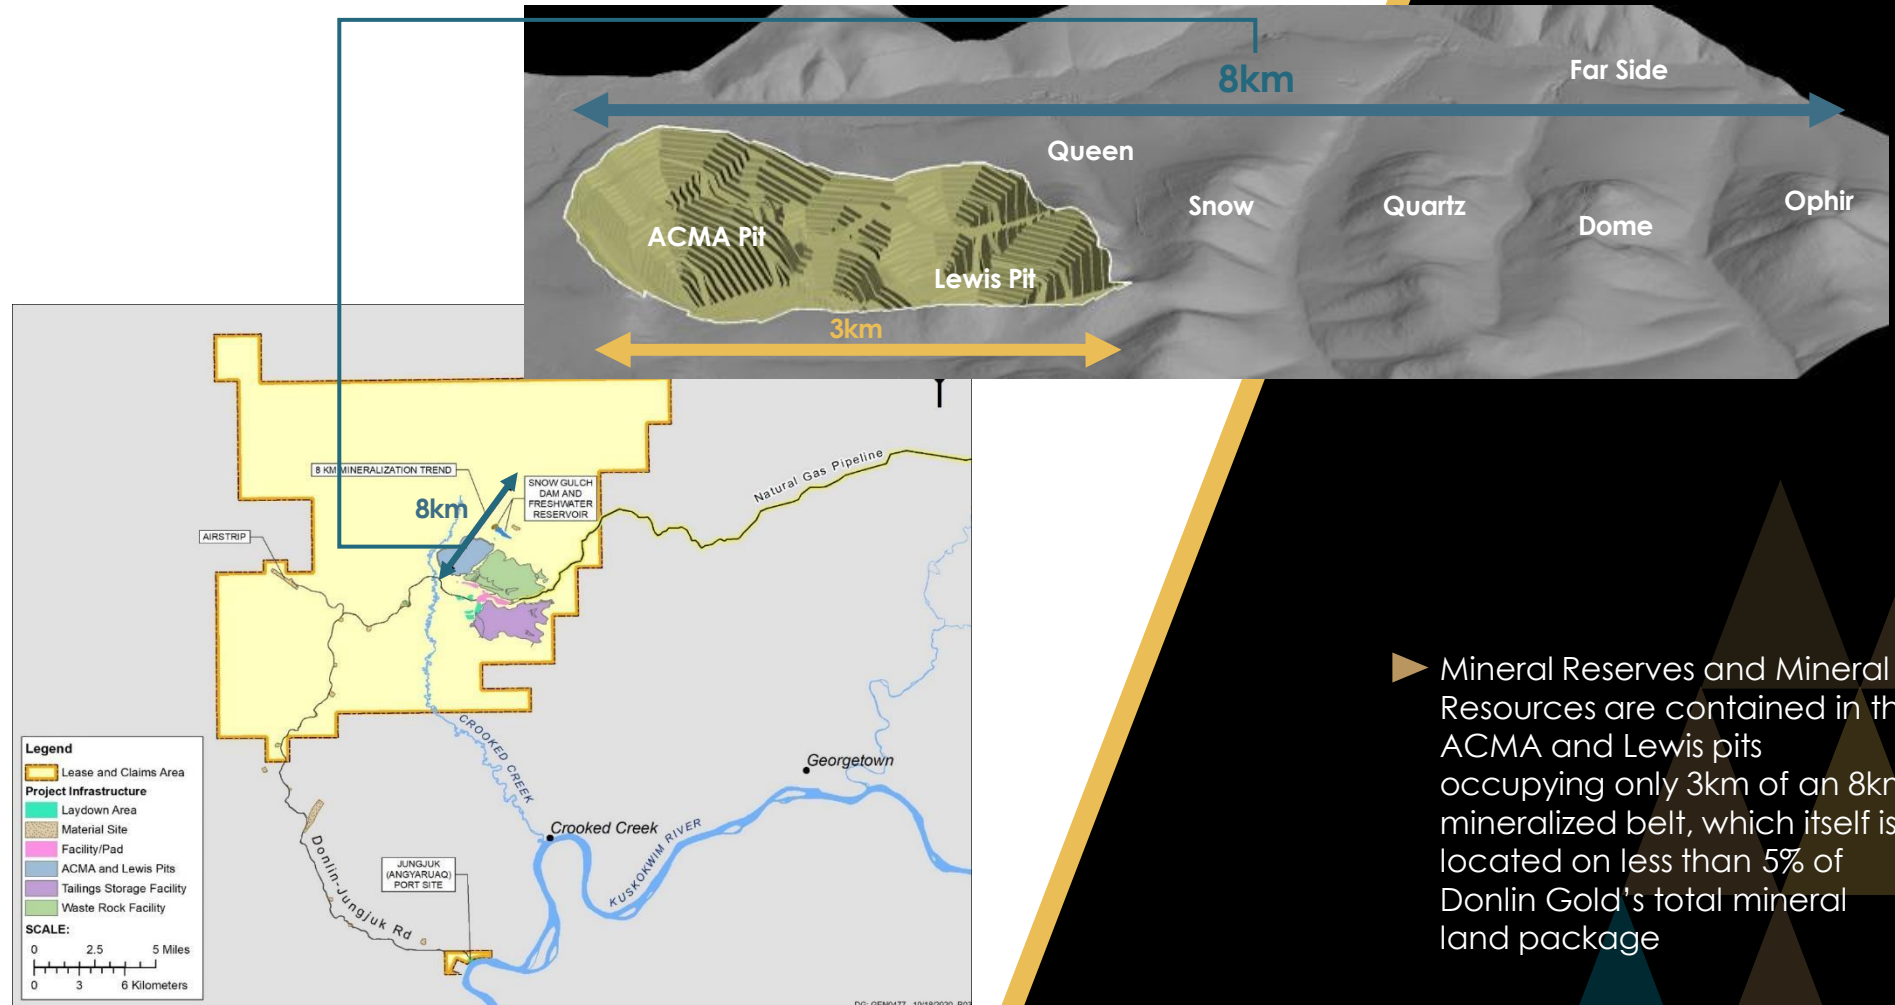 8km
Far Side
Queen
Snow
Quartz
Dome
Ophir
ACMA Pit
Lewis Pit
3km
8 KM MINERALIZATION TREND
SNOW GULCH
DAM AND
FRESHWATER
RESERVOIR
8km
Natural Gas Pipeline
AIRSTRIP
CROOKED CREEK
Georgetown
Crooked Creek
KUSKOKWIM RIVER
JUNGJUK
(ANGYARUAQ)
PORT SITE
Donlin-Jungjuk Rd
Legend
Lease and Claims Area
Project Infrastructure
Laydown Area
Material Site
Facility/Pad
ACMA and Lewis Pits
Tailings Storage Facility
Waste Rock Facility
SCALE:
0 2.5 5 Miles
0 3 6 Kilometers
Mineral Reserves and Mineral
Resources are contained in th
ACMA and Lewis pits
occupying only 3km of an 8km
mineralized belt, which itself is
located on less than 5% of
Donlin Gold's total mineral
land package